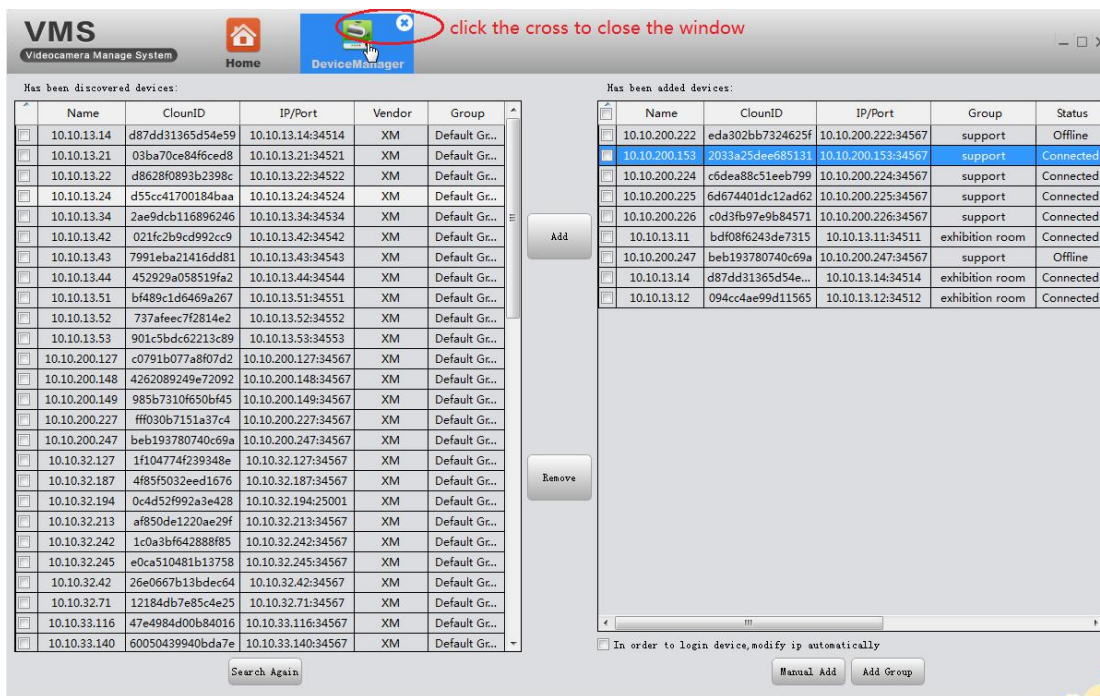 click the cross to close the window
VMS
Videocamera Manage System
Home
DeviceManager
Has been discovered devices:
Name ClounID IP/Port Vendor Group
10.10.13.14 d87dd31365d54e59 10.10.13.14:34514 XM Default Gr...
10.10.13.21 03ba70ce84f6ced8 10.10.13.21:34521 XM Default Gr...
10.10.13.22 d8628f0893b2398c 10.10.13.22:34522 XM Default Gr...
10.10.13.24 d55cc41700184baa 10.10.13.24:34524 XM Default Gr...
10.10.13.34 2ae9dcb116896246 10.10.13.34:34534 XM Default Gr...
10.10.13.42 021fc2b9cd992cc9 10.10.13.42:34542 XM Default Gr...
10.10.13.43 7991eba21416dd81 10.10.13.43:34543 XM Default Gr...
10.10.13.44 452929a058519fa2 10.10.13.44:34544 XM Default Gr...
10.10.13.51 bf489c1d6469a267 10.10.13.51:34551 XM Default Gr...
10.10.13.52 737afeec7f2814e2 10.10.13.52:34552 XM Default Gr...
10.10.13.53 901c5bdc62213c89 10.10.13.53:34553 XM Default Gr...
10.10.200.127 c0791b077a8f07d2 10.10.200.127:34567 XM Default Gr...
10.10.200.148 4262089249e72092 10.10.200.148:34567 XM Default Gr...
10.10.200.149 985b7310f650bf45 10.10.200.149:34567 XM Default Gr...
10.10.200.227 fff030b7151a37c4 10.10.200.227:34567 XM Default Gr...
10.10.200.247 beb193780740c69a 10.10.200.247:34567 XM Default Gr...
10.10.32.127 1f104774f239348e 10.10.32.127:34567 XM Default Gr...
10.10.32.187 4f85f5032eed1676 10.10.32.187:34567 XM Default Gr...
10.10.32.194 0c4d52f992a3e428 10.10.32.194:25001 XM Default Gr...
10.10.32.213 af850de1220ae29f 10.10.32.213:34567 XM Default Gr...
10.10.32.242 1c0a3bf642888f85 10.10.32.242:34567 XM Default Gr...
10.10.32.245 e0ca510481b13758 10.10.32.245:34567 XM Default Gr...
10.10.32.42 26e0667b13bdec64 10.10.32.42:34567 XM Default Gr...
10.10.32.71 12184db7e85c4e25 10.10.32.71:34567 XM Default Gr...
10.10.33.116 47e4984d00b84016 10.10.33.116:34567 XM Default Gr...
10.10.33.140 60050439940bda7e 10.10.33.140:34567 XM Default Gr...
Search Again
Add
Remove
Has been added devices:
Name ClounID IP/Port Group Status
10.10.200.222 eda302bb7324625f 10.10.200.222:34567 support Offline
10.10.200.153 2033a25dee685131 10.10.200.153:34567 support Connected
10.10.200.224 c6dea88c51eeb799 10.10.200.224:34567 support Connected
10.10.200.225 6d674401dc12ad62 10.10.200.225:34567 support Connected
10.10.200.226 c0d3fb97e9b84571 10.10.200.226:34567 support Connected
10.10.13.11 bdf08f6243de7315 10.10.13.11:34511 exhibition room Connected
10.10.200.247 beb193780740c69a 10.10.200.247:34567 support Offline
10.10.13.14 d87dd31365d54e... 10.10.13.14:34514 exhibition room Connected
10.10.13.12 094cc4ae99d11565 10.10.13.12:34512 exhibition room Connected
In order to login device,modify ip automatically
Manual Add
Add Group